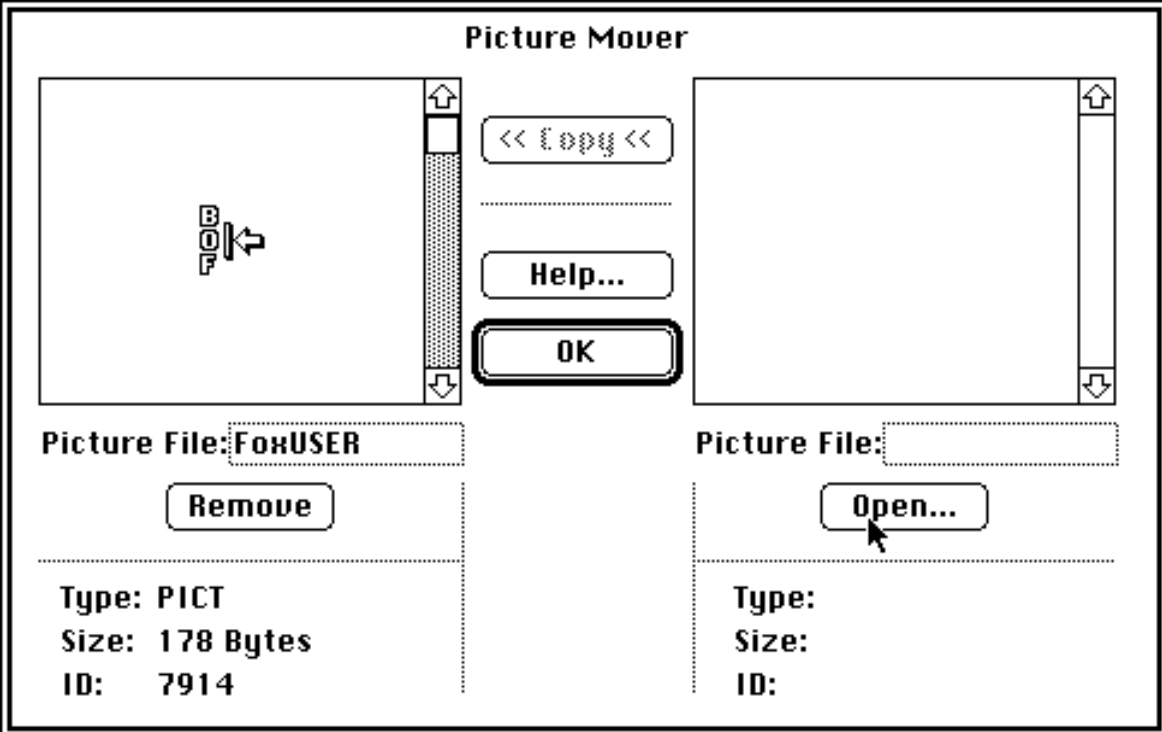 Picture Mover
BOF
<< Copy <<
Help...
OK
Picture File: FoxUSER
Remove
Type: PICT
Size: 178 Bytes
ID: 7914
Picture File:
Open...
Type:
Size:
ID: